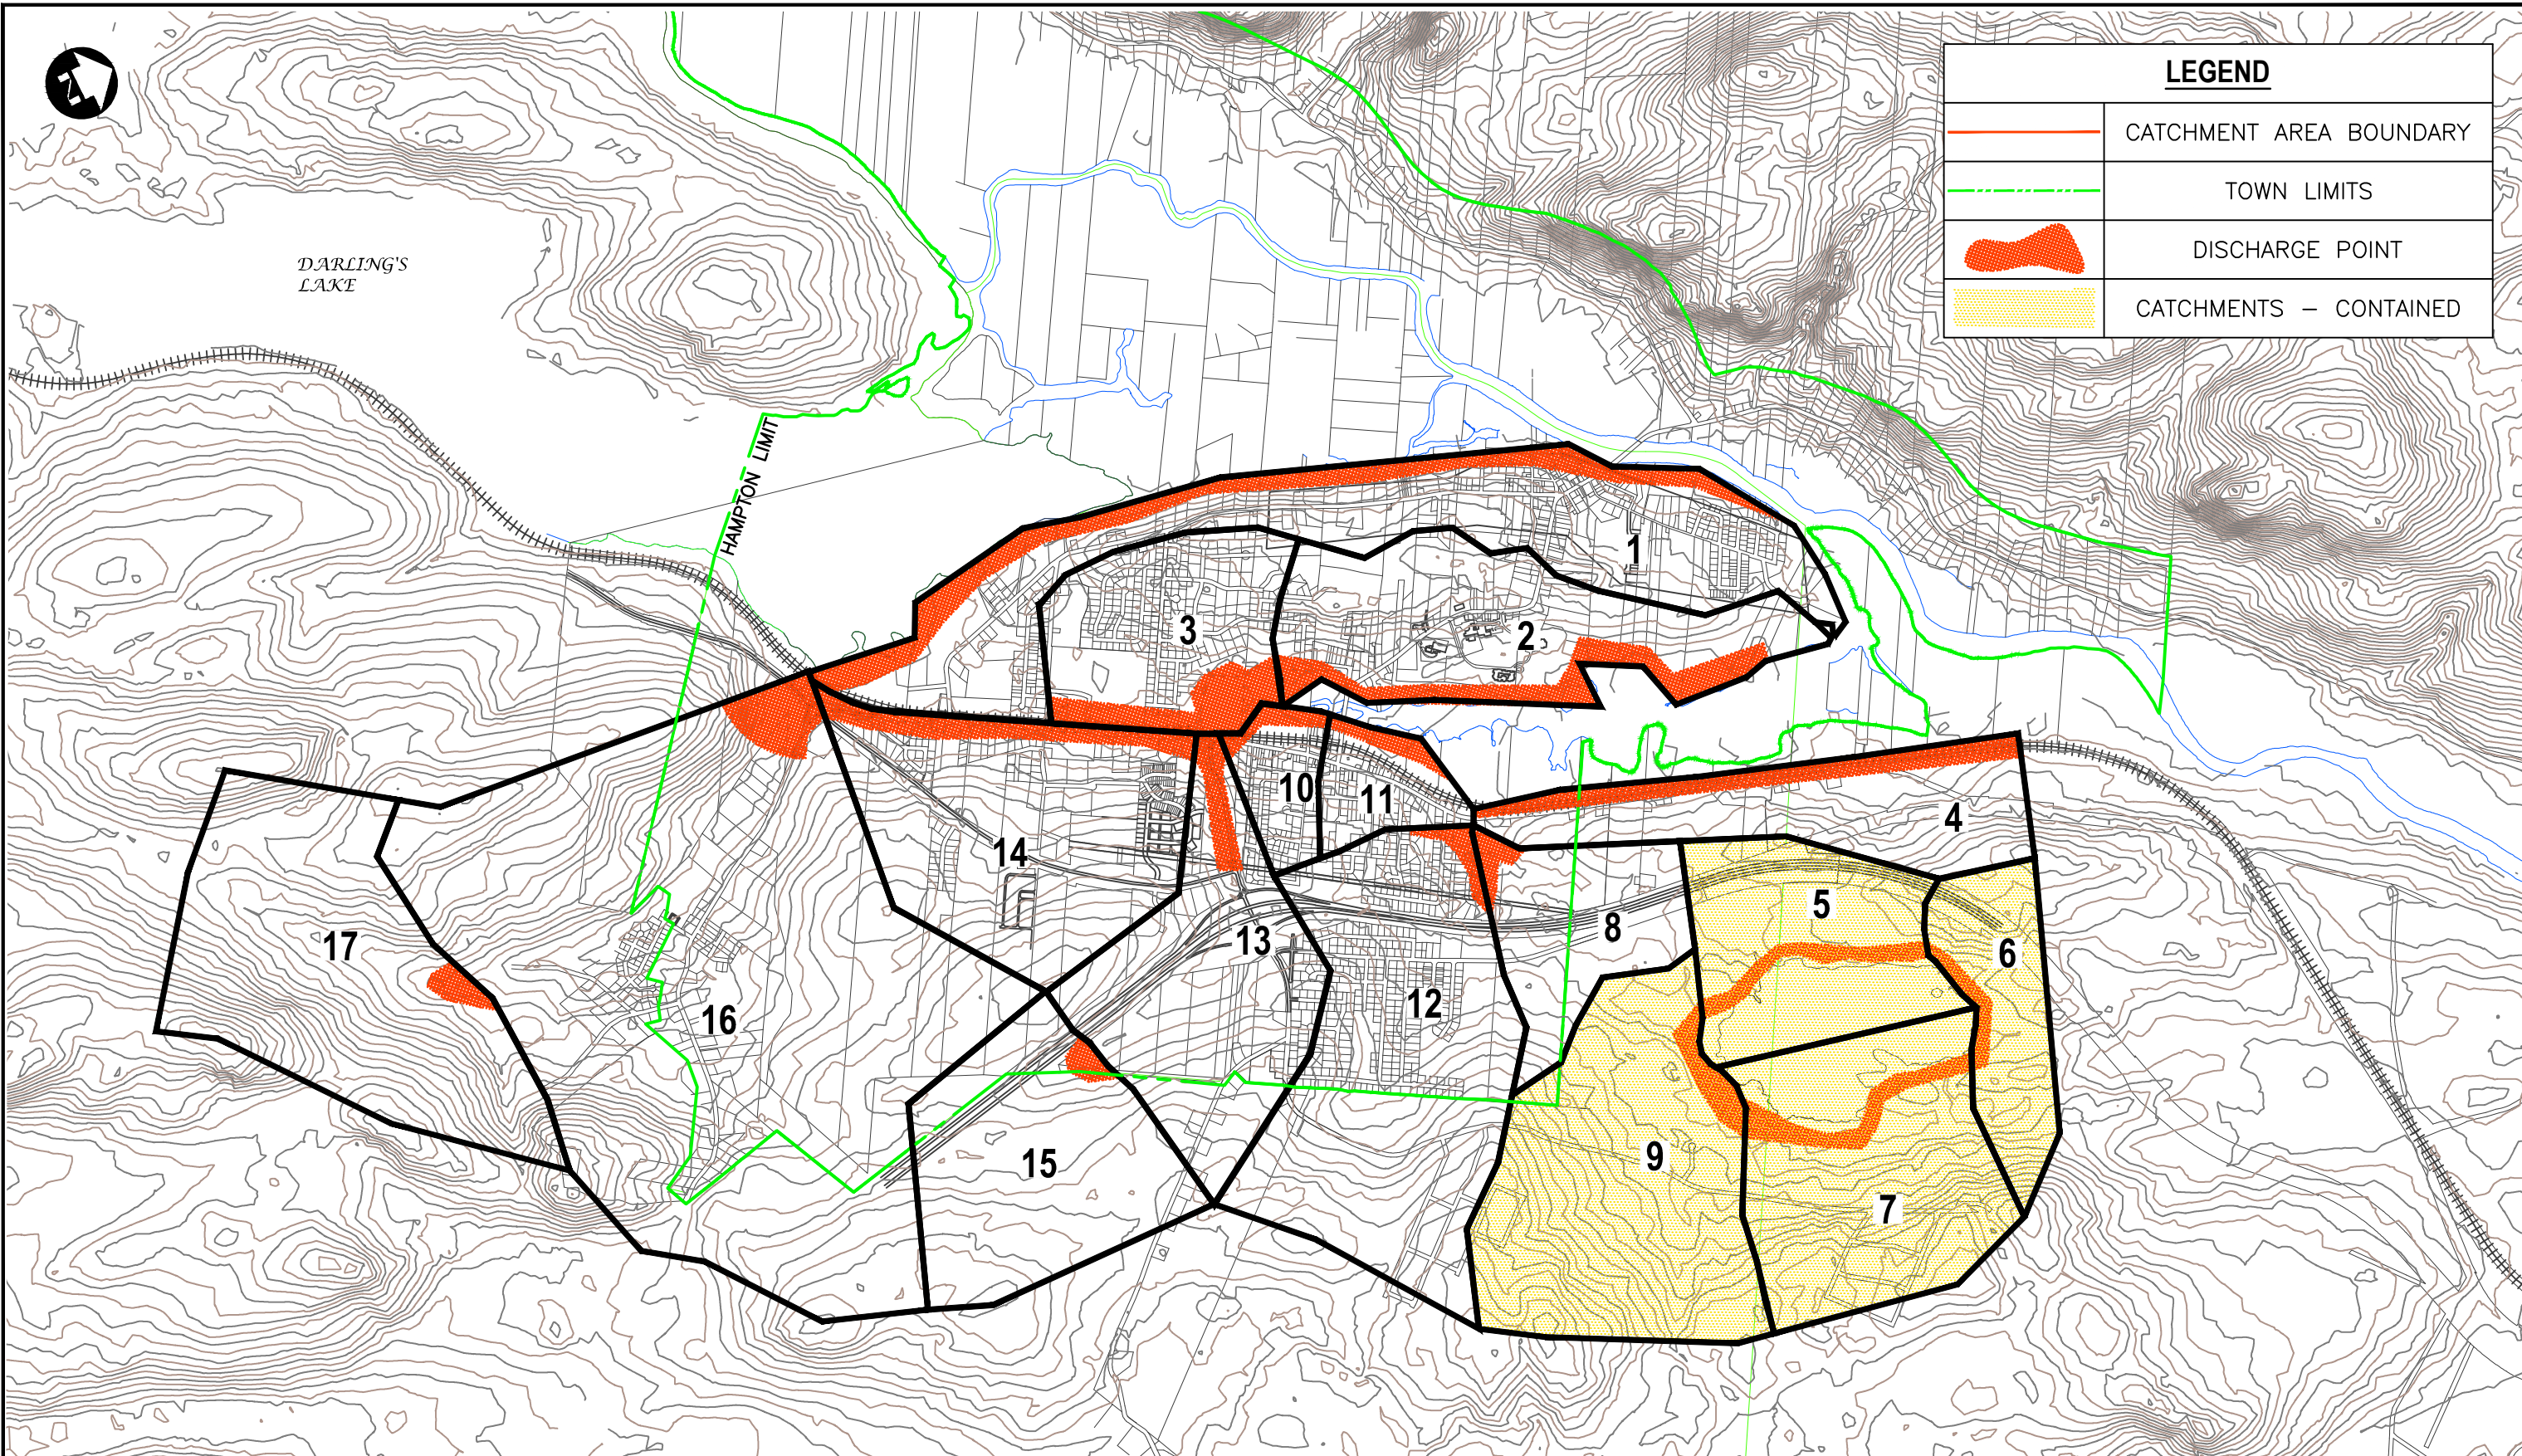 N
LEGEND
CATCHMENT AREA BOUNDARY
TOWN LIMITS
DISCHARGE POINT
CATCHMENTS – CONTAINED
DARLING'S
LAKE
HAMPTON LIMIT
1
2
3
4
5
6
7
8
9
10
11
12
13
14
15
16
17